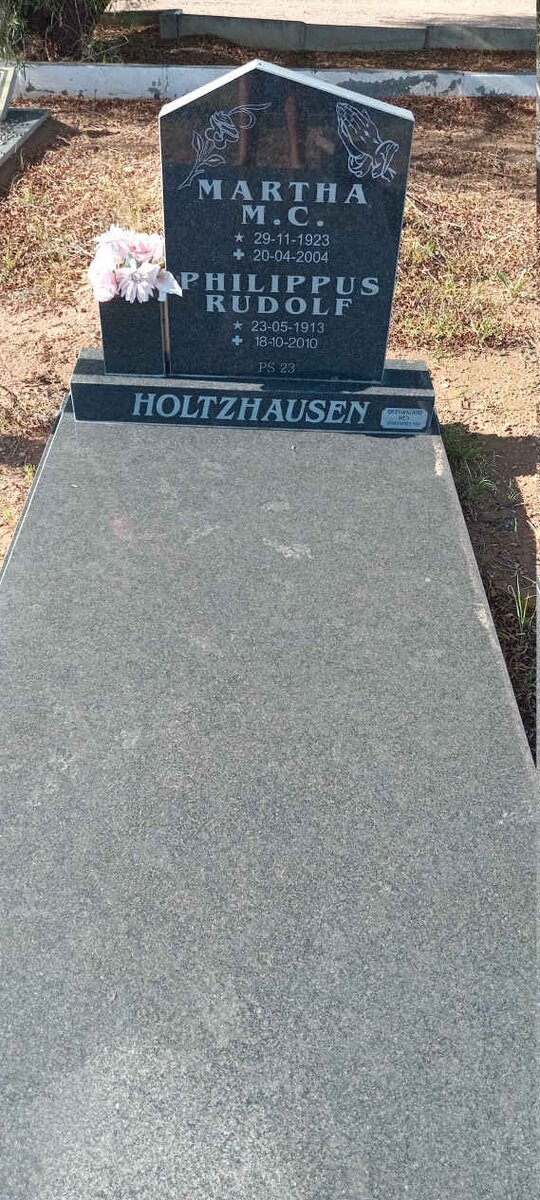 MARTHA
M.C.
★ 29-11-1923
✚ 20-04-2004
PHILIPPUS
RUDOLF
★ 23-05-1913
✚ 18-10-2010
PS 23
HOLTZHAUSEN